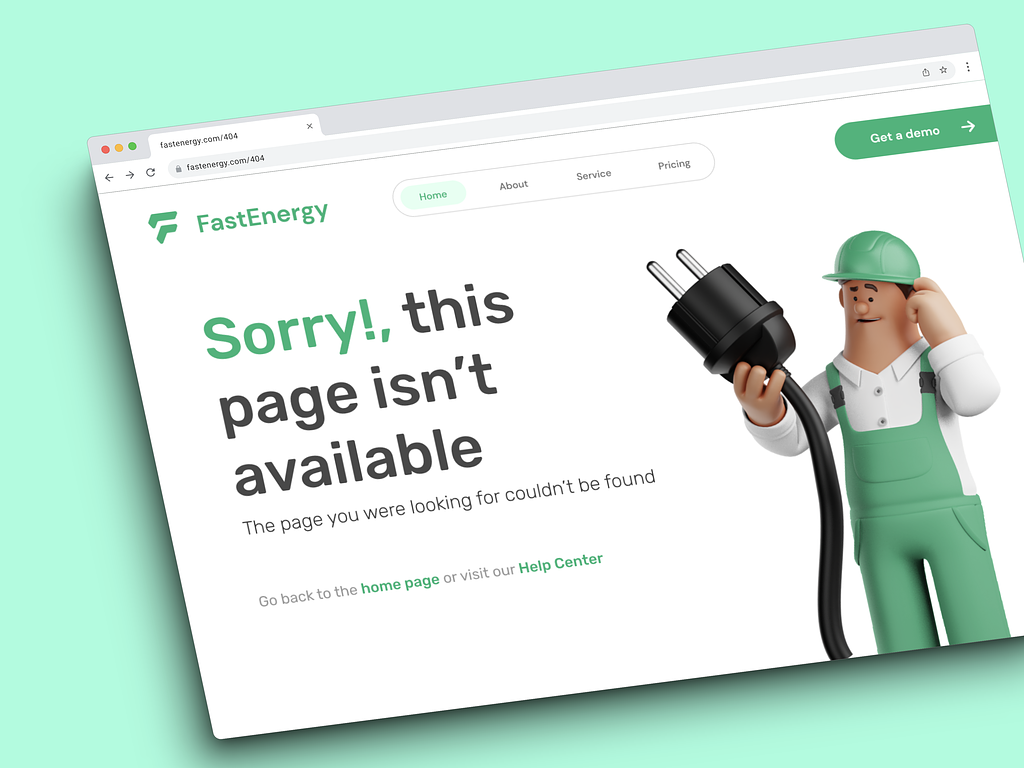 fastenergy.com/404
fastenergy.com/404
FastEnergy
Home
About
Service
Pricing
Get a demo
Sorry!, this
page isn’t
available
The page you were looking for couldn’t be found
Go back to the home page or visit our Help Center